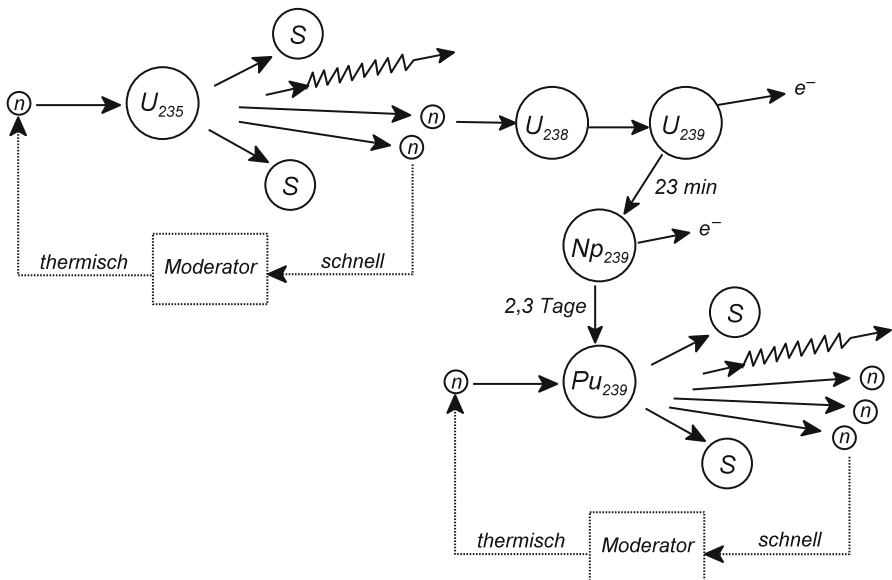 S
n
U235
n
n
S
U238
U239
e–
23 min
thermisch
Moderator
schnell
Np239
e–
2,3 Tage
S
n
Pu239
n
n
n
S
thermisch
Moderator
schnell